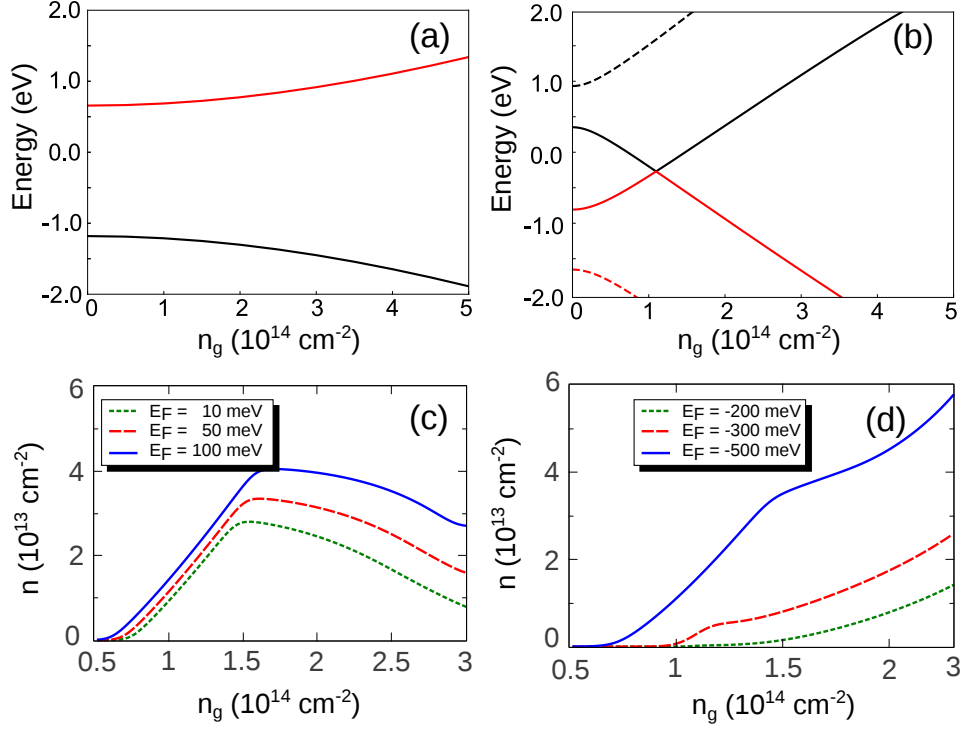 (a)
Energy (eV)
2.0
1.0
0.0
-1.0
-2.0
0 1 2 3 4 5
n_g (10^14 cm^-2)
(b)
Energy (eV)
2.0
1.0
0.0
-1.0
-2.0
0 1 2 3 4 5
n_g (10^14 cm^-2)
(c)
E_F = 10 meV
E_F = 50 meV
E_F = 100 meV
n (10^13 cm^-2)
6
4
2
0
0.5 1 1.5 2 3
n_g (10^14 cm^-2)
(d)
E_F = -200 meV
E_F = -300 meV
E_F = -500 meV
n (10^13 cm^-2)
6
4
2
0
0.5 1 1.5 2 3
n_g (10^14 cm^-2)